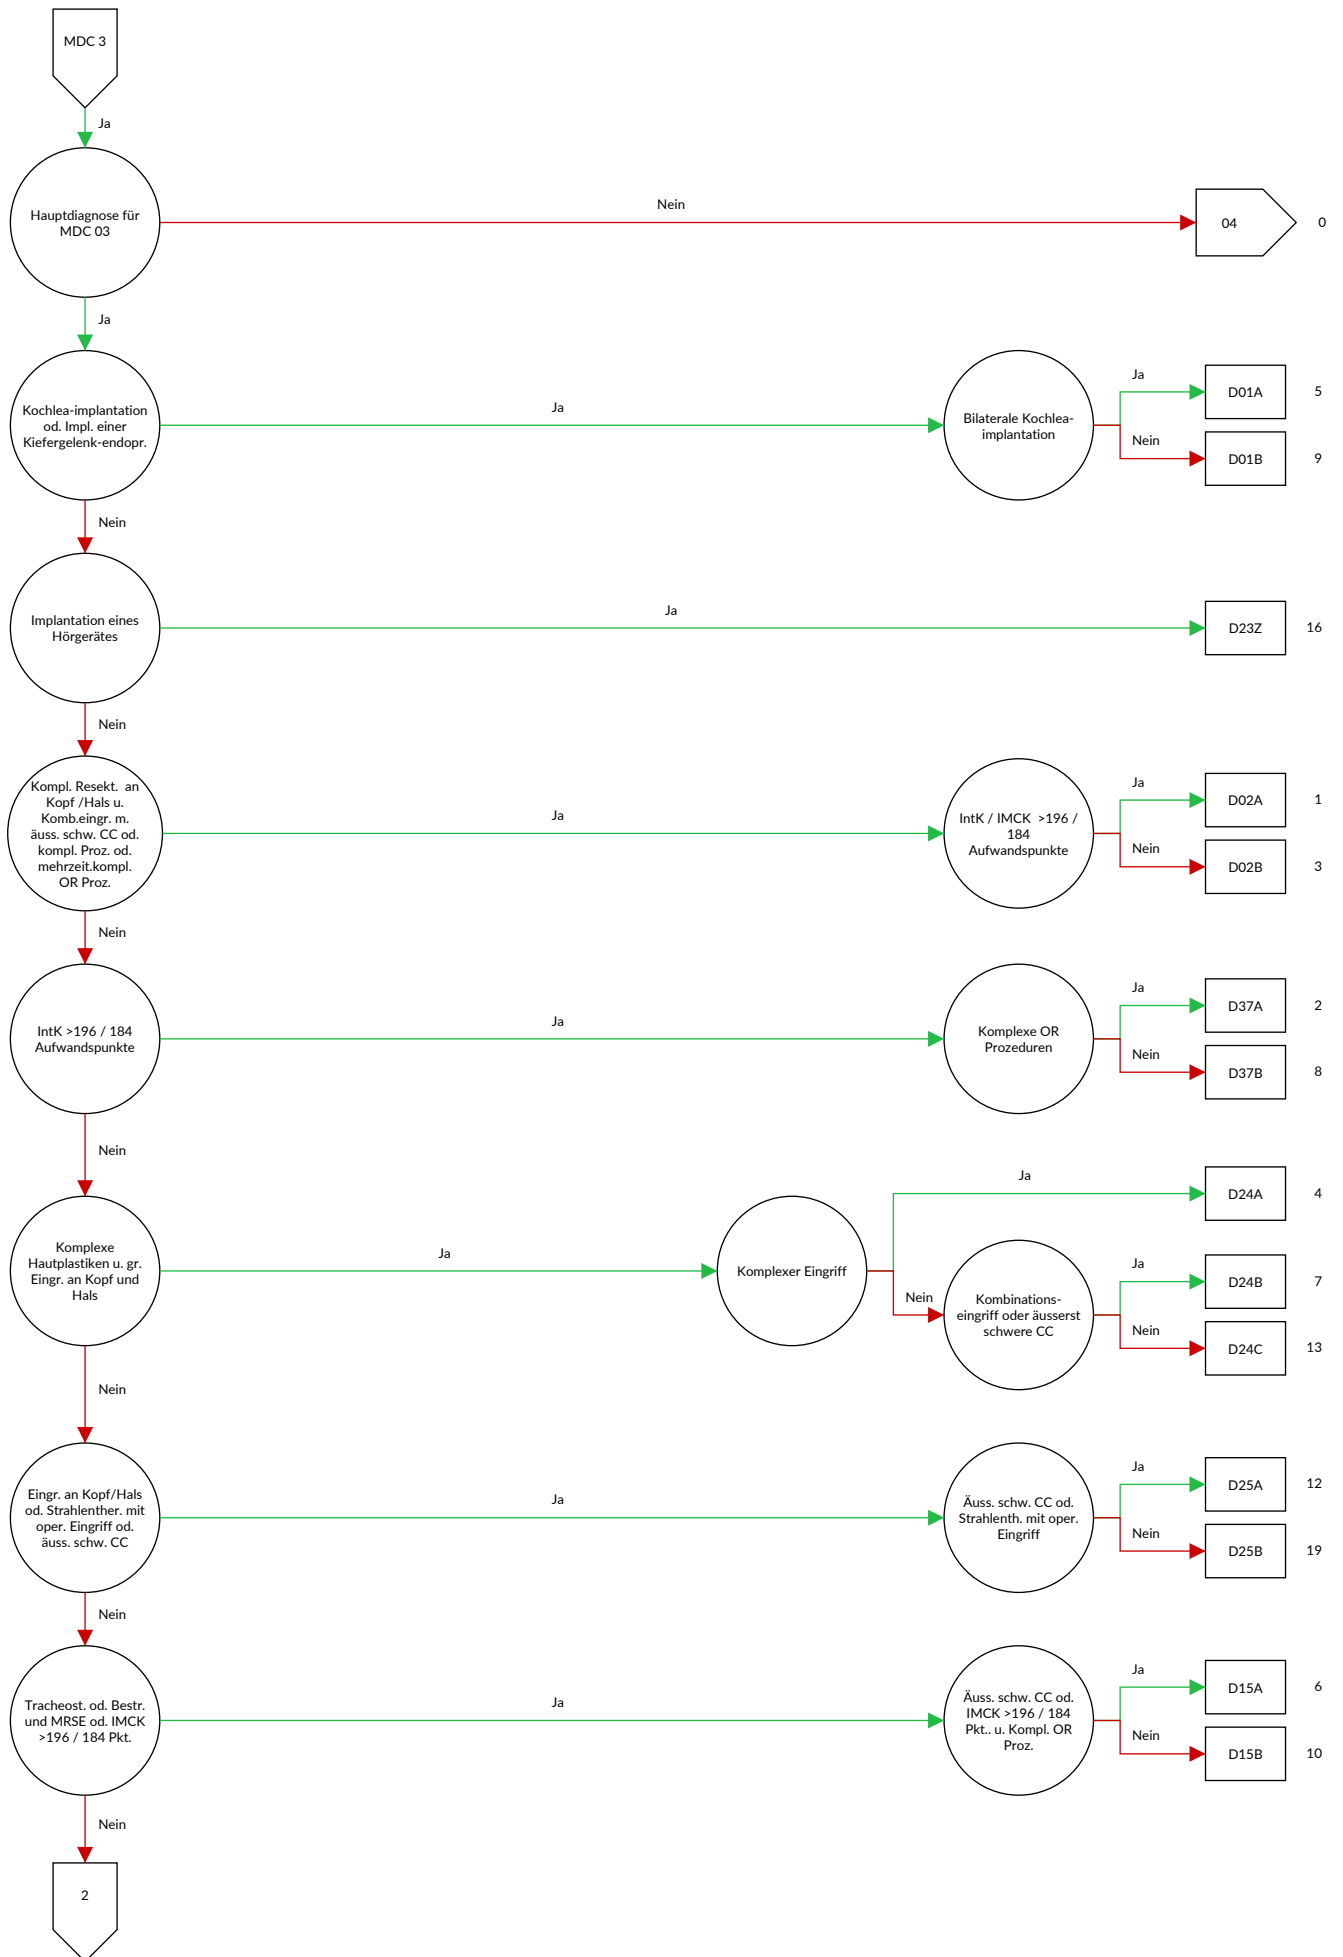 MDC 3
Ja
Hauptdiagnose für
MDC 03
Nein
04
0
Ja
Kochlea-implantation
od. Impl. einer
Kiefergelenk-endopr.
Ja
Bilaterale Kochlea-
implantation
Ja
D01A
5
Nein
D01B
9
Nein
Implantation eines
Hörgerätes
Ja
D23Z
16
Nein
Kompl. Resekt. an
Kopf /Hals u.
Komb.eingr. m.
äuss. schw. CC od.
kompl. Proz. od.
mehrzeit.kompl.
OR Proz.
Ja
IntK / IMCK >196 /
184
Aufwandspunkte
Ja
D02A
1
Nein
D02B
3
Nein
IntK >196 / 184
Aufwandspunkte
Ja
Komplexe OR
Prozeduren
Ja
D37A
2
Nein
D37B
8
Nein
Komplexe
Hautplastiken u. gr.
Eingr. an Kopf und
Hals
Ja
Komplexer Eingriff
Ja
D24A
4
Nein
Kombinations-
eingriff oder äusserst
schwere CC
Ja
D24B
7
Nein
D24C
13
Nein
Eingr. an Kopf/Hals
od. Strahlenther. mit
oper. Eingriff od.
äuss. schw. CC
Ja
Äuss. schw. CC od.
Strahlenth. mit oper.
Eingriff
Ja
D25A
12
Nein
D25B
19
Nein
Tracheost. od. Bestr.
und MRSE od. IMCK
>196 / 184 Pkt.
Ja
Äuss. schw. CC od.
IMCK >196 / 184
Pkt.. u. Kompl. OR
Proz.
Ja
D15A
6
Nein
D15B
10
Nein
2